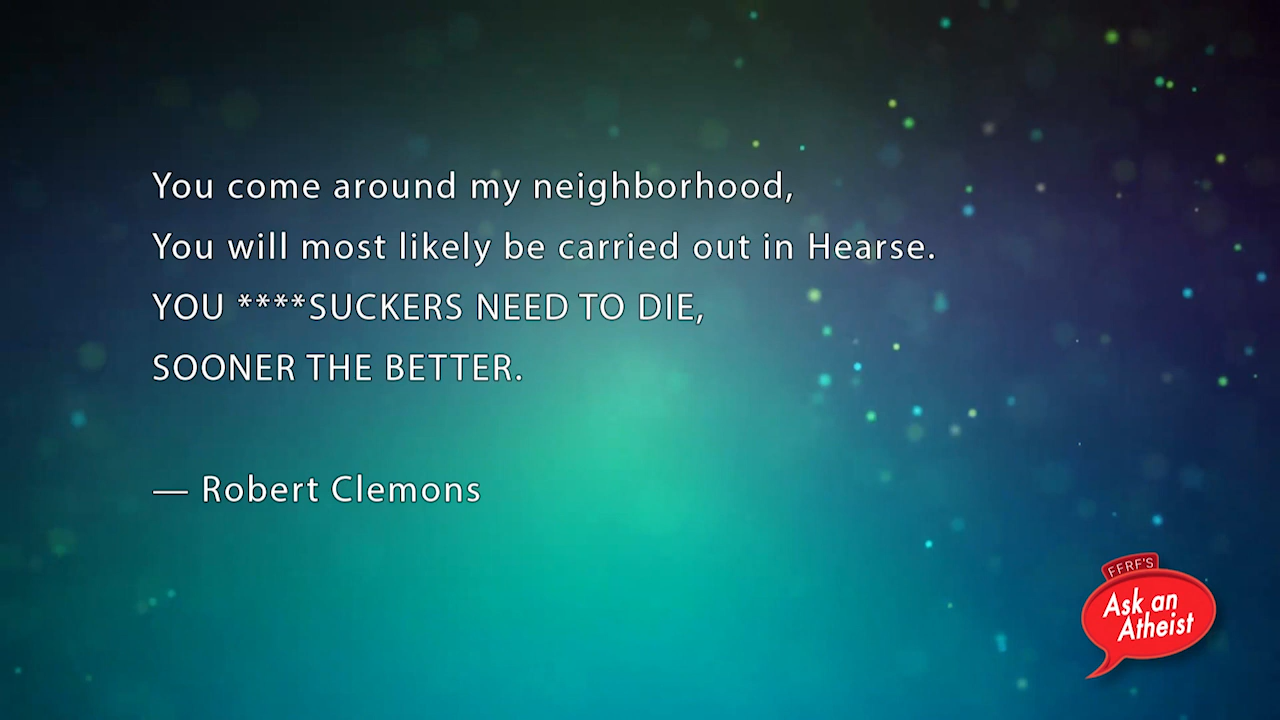 You come around my neighborhood,
You will most likely be carried out in Hearse.
YOU ****SUCKERS NEED TO DIE,
SOONER THE BETTER.
— Robert Clemons
FFRF'S
Ask an
Atheist